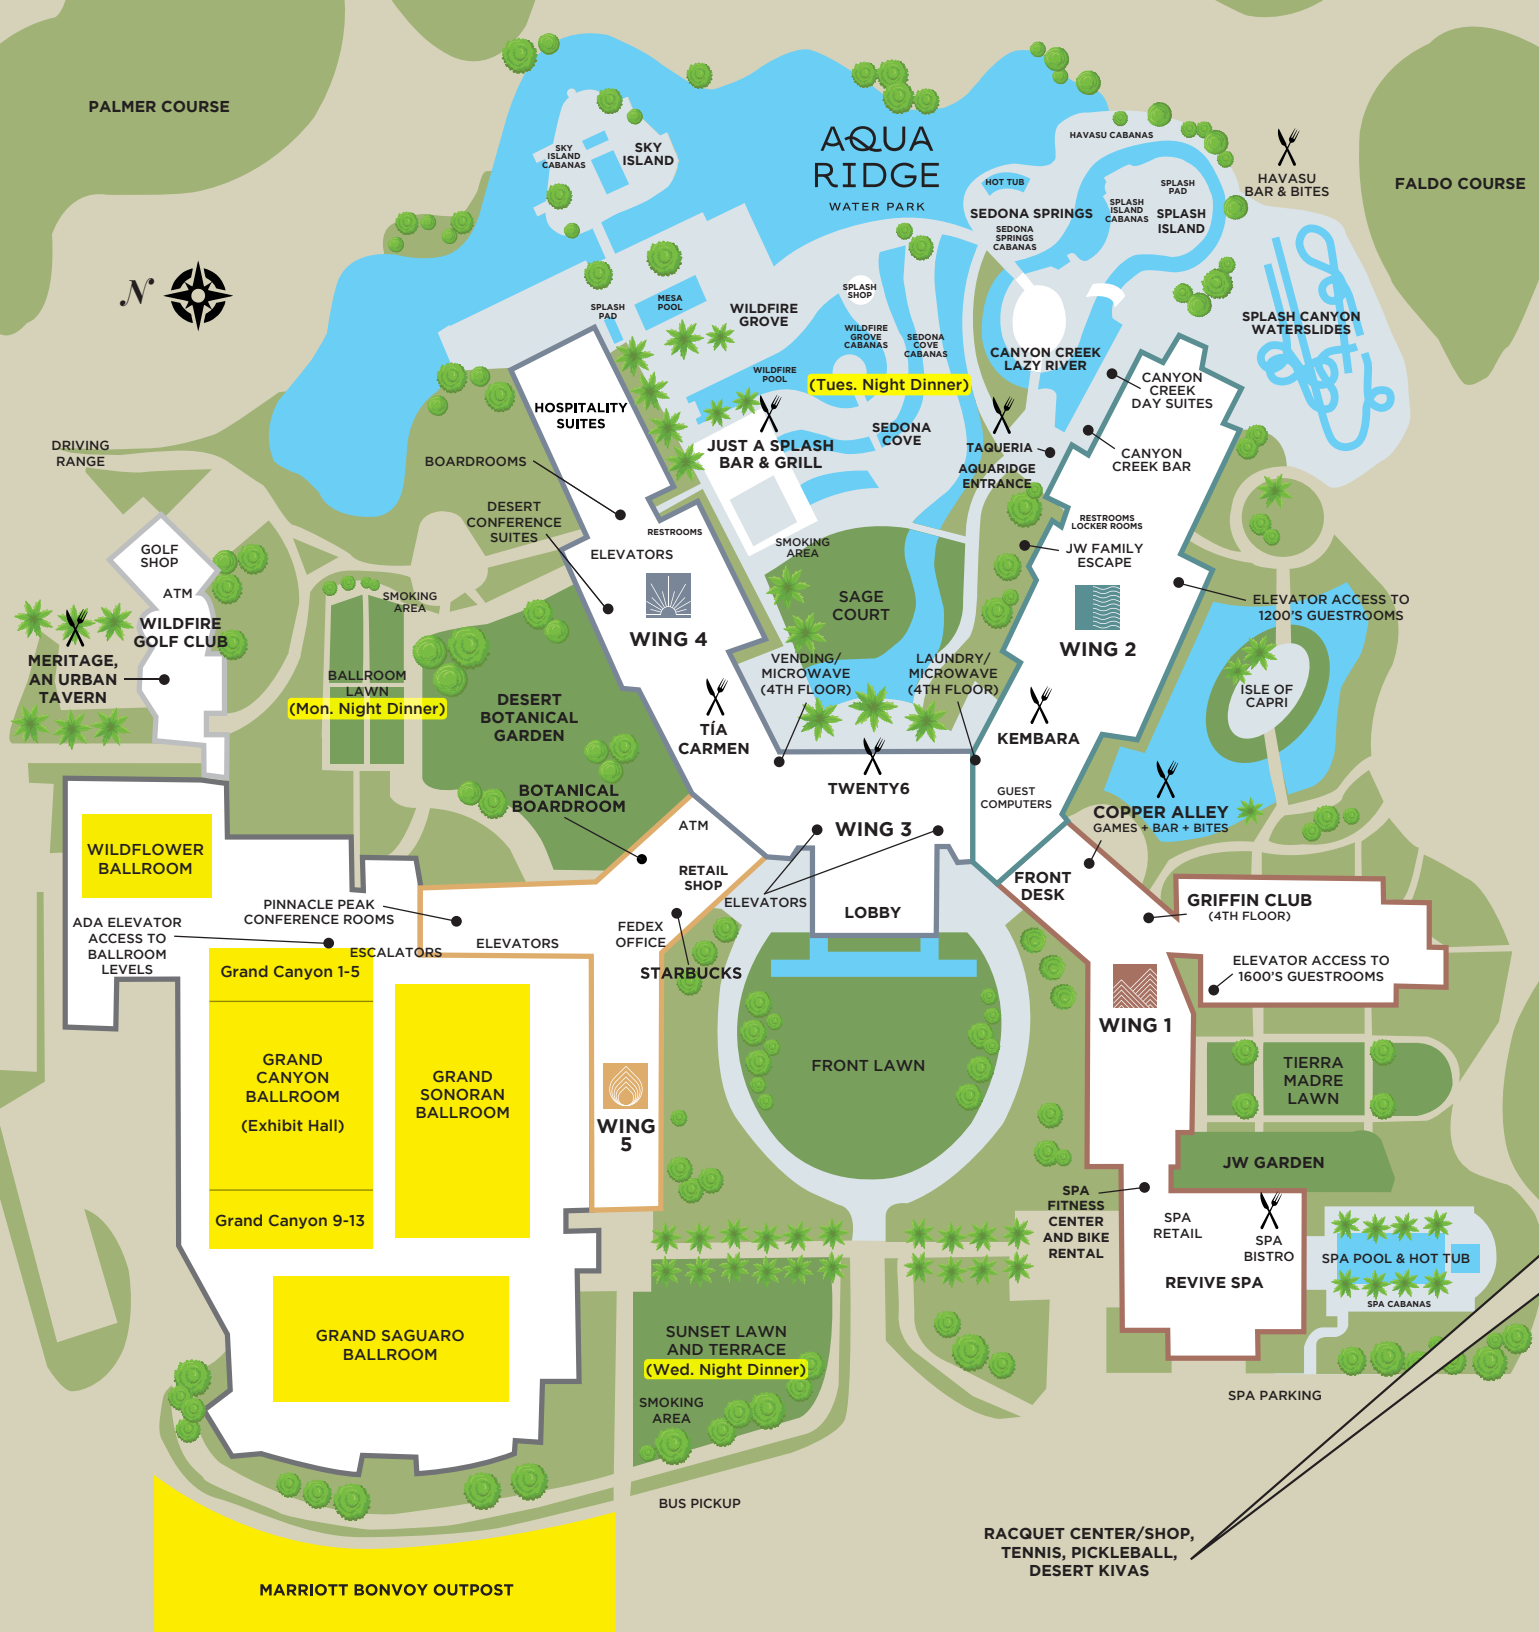 PALMER COURSE
AQUA
RIDGE
WATER PARK
HAVASU CABANAS
HAVASU
BAR & BITES
FALDO COURSE
SKY
ISLAND
CABANAS
SKY
ISLAND
HOT TUB
SEDONA SPRINGS
SEDONA
SPRINGS
CABANAS
SPLASH
PAD
SPLASH
ISLAND
CABANAS
SPLASH
ISLAND
N
SPLASH
PAD
MESA
POOL
WILDFIRE
GROVE
SPLASH
SHOP
WILDFIRE
GROVE
CABANAS
SEDONA
COVE
CABANAS
CANYON CREEK
LAZY RIVER
SPLASH CANYON
WATERSLIDES
WILDFIRE
POOL
(Tues. Night Dinner)
CANYON
CREEK
DAY SUITES
HOSPITALITY
SUITES
SEDONA
COVE
JUST A SPLASH
BAR & GRILL
TAQUERIA
AQUARIDGE
ENTRANCE
CANYON
CREEK BAR
DRIVING
RANGE
BOARDROOMS
DESERT
CONFERENCE
SUITES
RESTROOMS
ELEVATORS
SMOKING
AREA
RESTROOMS
LOCKER ROOMS
JW FAMILY
ESCAPE
GOLF
SHOP
ATM
SMOKING
AREA
WING 4
SAGE
COURT
WING 2
ELEVATOR ACCESS TO
1200'S GUESTROOMS
WILDFIRE
GOLF CLUB
MERITAGE,
AN URBAN
TAVERN
BALLROOM
LAWN
(Mon. Night Dinner)
DESERT
BOTANICAL
GARDEN
VENDING/
MICROWAVE
(4TH FLOOR)
LAUNDRY/
MICROWAVE
(4TH FLOOR)
ISLE OF
CAPRI
TÍA
CARMEN
KEMBARA
TWENTY6
BOTANICAL
BOARDROOM
GUEST
COMPUTERS
COPPER ALLEY
GAMES + BAR + BITES
ATM
WING 3
WILDFLOWER
BALLROOM
RETAIL
SHOP
FRONT
DESK
ELEVATORS
LOBBY
GRIFFIN CLUB
(4TH FLOOR)
PINNACLE PEAK
CONFERENCE ROOMS
ADA ELEVATOR
ACCESS TO
BALLROOM
LEVELS
ESCALATORS
ELEVATORS
FEDEX
OFFICE
STARBUCKS
ELEVATOR ACCESS TO
1600'S GUESTROOMS
Grand Canyon 1-5
WING 1
GRAND
CANYON
BALLROOM
(Exhibit Hall)
GRAND
SONORAN
BALLROOM
FRONT LAWN
TIERRA
MADRE
LAWN
WING
5
JW GARDEN
Grand Canyon 9-13
SPA
FITNESS
CENTER
AND BIKE
RENTAL
SPA
RETAIL
SPA
BISTRO
SPA POOL & HOT TUB
REVIVE SPA
SPA CABANAS
GRAND SAGUARO
BALLROOM
SUNSET LAWN
AND TERRACE
(Wed. Night Dinner)
SMOKING
AREA
SPA PARKING
BUS PICKUP
RACQUET CENTER/SHOP,
TENNIS, PICKLEBALL,
DESERT KIVAS
MARRIOTT BONVOY OUTPOST